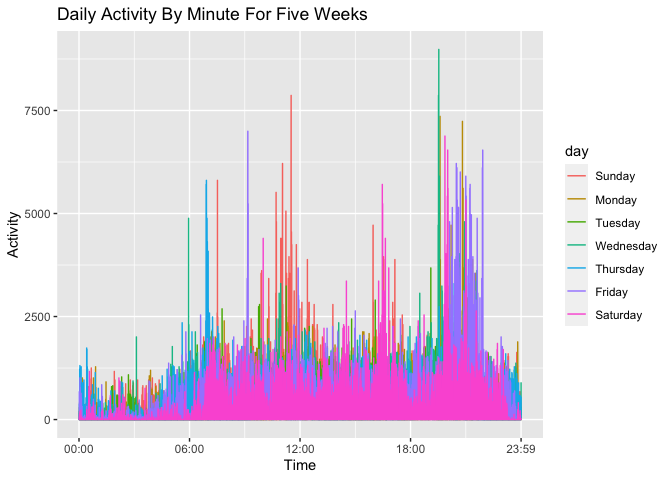 Daily Activity By Minute For Five Weeks
Activity
7500
5000
2500
0
00:00 06:00 12:00 18:00 23:59
Time
day
Sunday
Monday
Tuesday
Wednesday
Thursday
Friday
Saturday